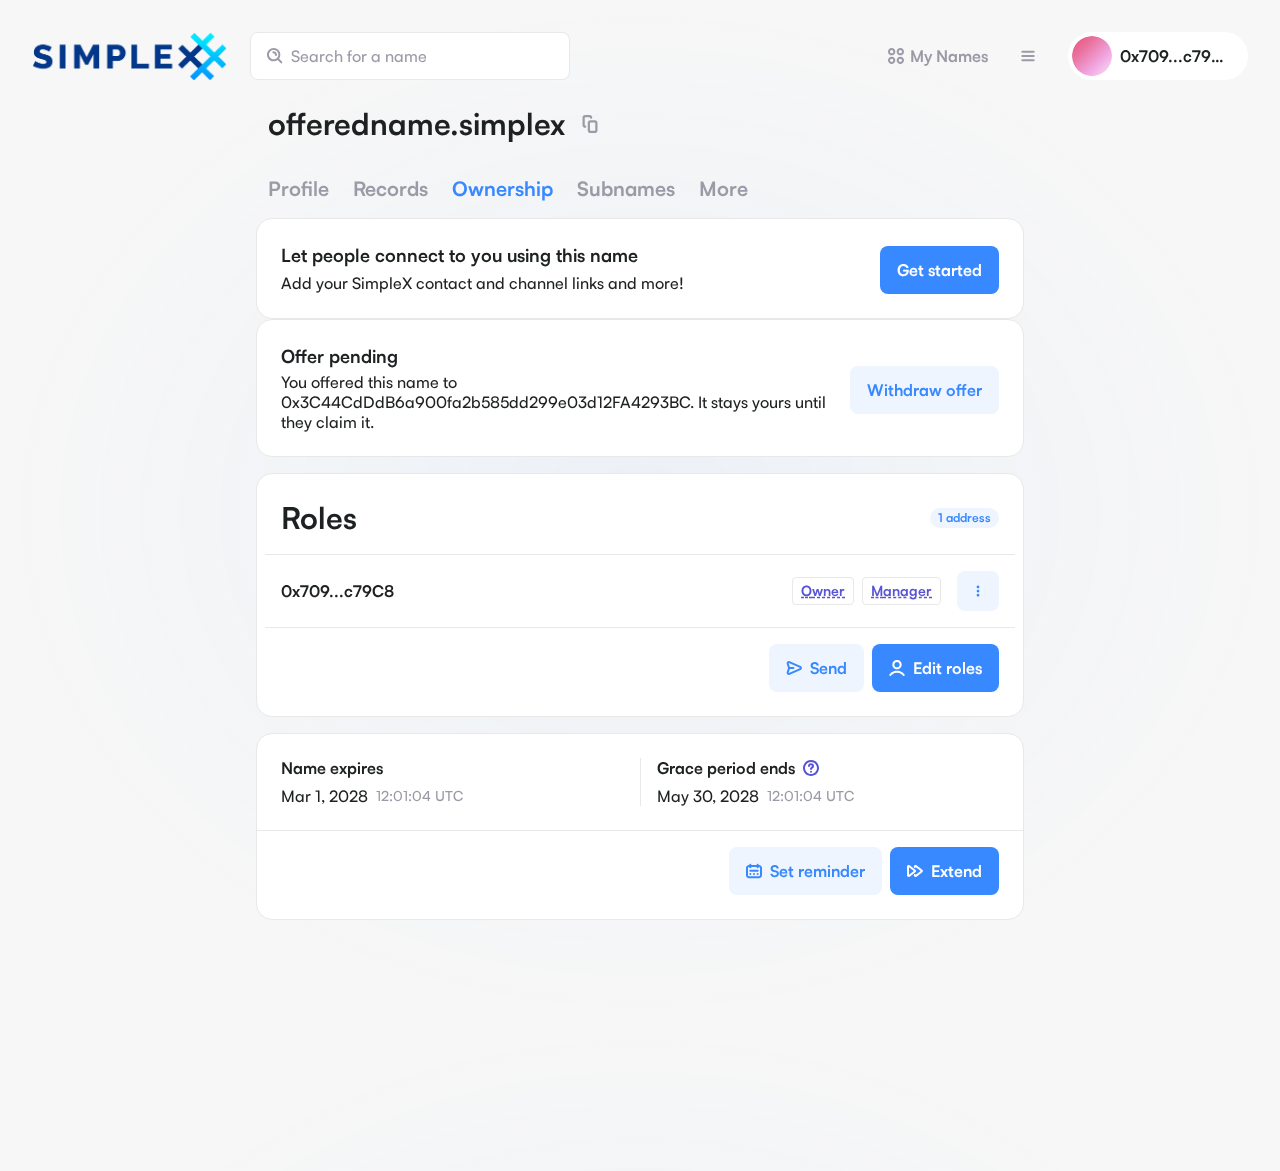 SIMPLEX
Search for a name
My Names
0x709...c79...
offeredname.simplex
Profile Records Ownership Subnames More
Let people connect to you using this name
Add your SimpleX contact and channel links and more!
Get started
Offer pending
You offered this name to
0x3C44CdDdB6a900fa2b585dd299e03d12FA4293BC. It stays yours until
they claim it.
Withdraw offer
Roles
1 address
0x709...c79C8
Owner
Manager
Send
Edit roles
Name expires
Mar 1, 2028 12:01:04 UTC
Grace period ends
May 30, 2028 12:01:04 UTC
Set reminder
Extend